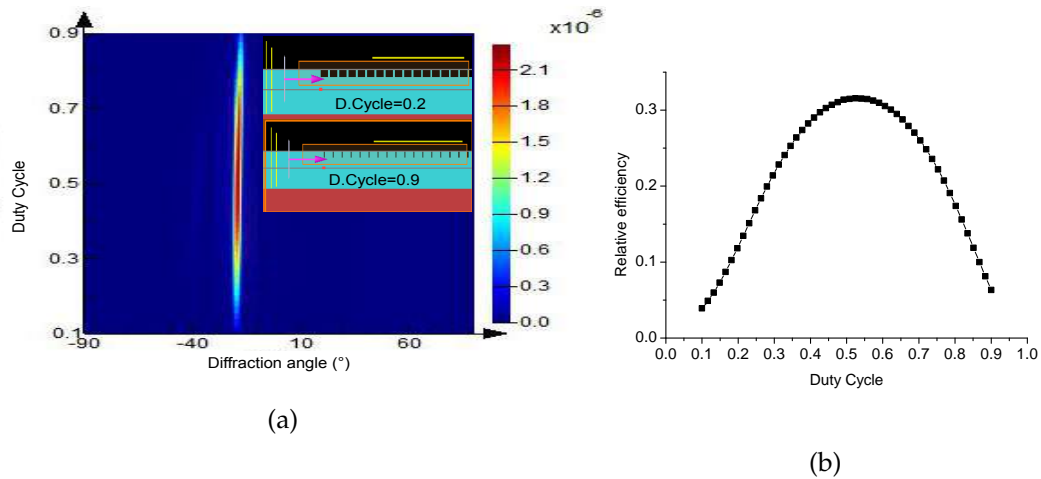 x10⁻⁶
0.9
0.7
0.5
0.3
0.1
Duty Cycle
D.Cycle=0.2
D.Cycle=0.9
-90
-40
10
60
Diffraction angle (°)
2.1
1.8
1.5
1.2
0.9
0.6
0.3
0.0
(a)
Relative efficiency
0.3
0.2
0.1
0.0
0.0 0.1 0.2 0.3 0.4 0.5 0.6 0.7 0.8 0.9 1.0
Duty Cycle
(b)